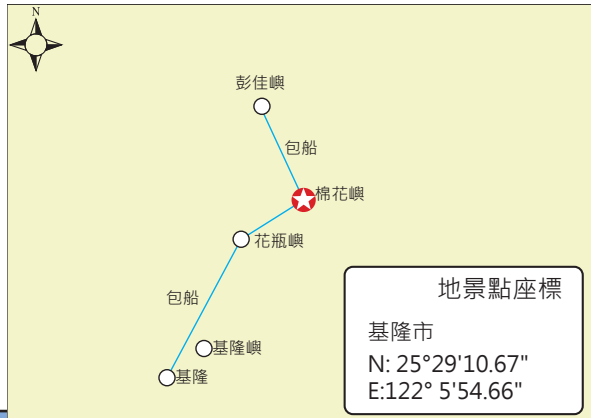 N
彭佳嶼
包船
棉花嶼
花瓶嶼
包船
基隆嶼
基隆
地景點座標
基隆市
N: 25°29'10.67"
E:122° 5'54.66"